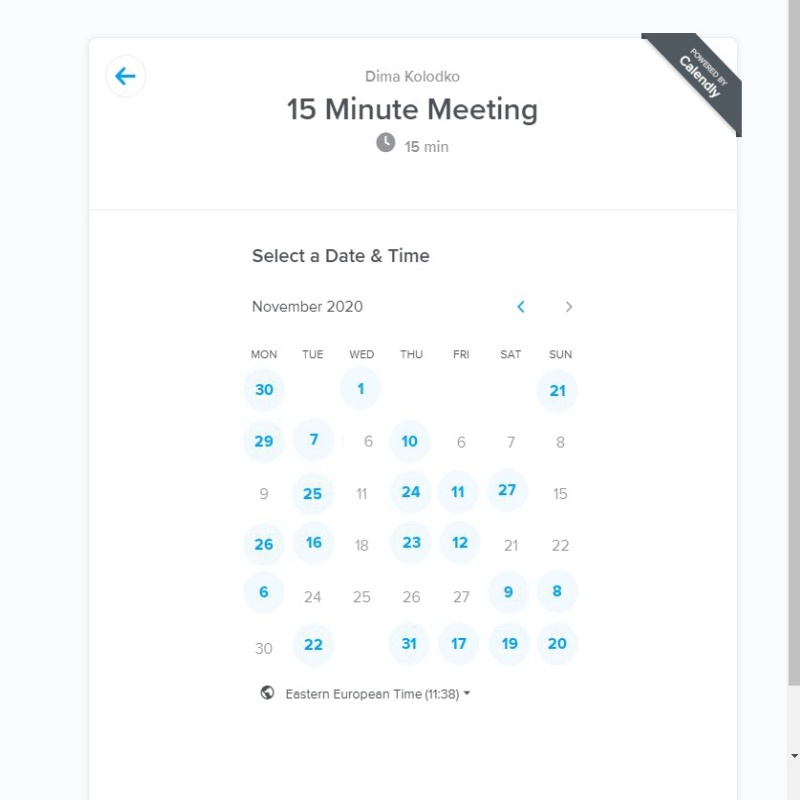 Dima Kolodko
POWERED BY
Calendly
15 Minute Meeting
15 min
Select a Date & Time
November 2020
MON TUE WED THU FRI SAT SUN
30 1 21
29 7 6 10 6 7 8
9 25 11 24 11 27 15
26 16 18 23 12 21 22
6 24 25 26 27 9 8
30 22 31 17 19 20
Eastern European Time (11:38)